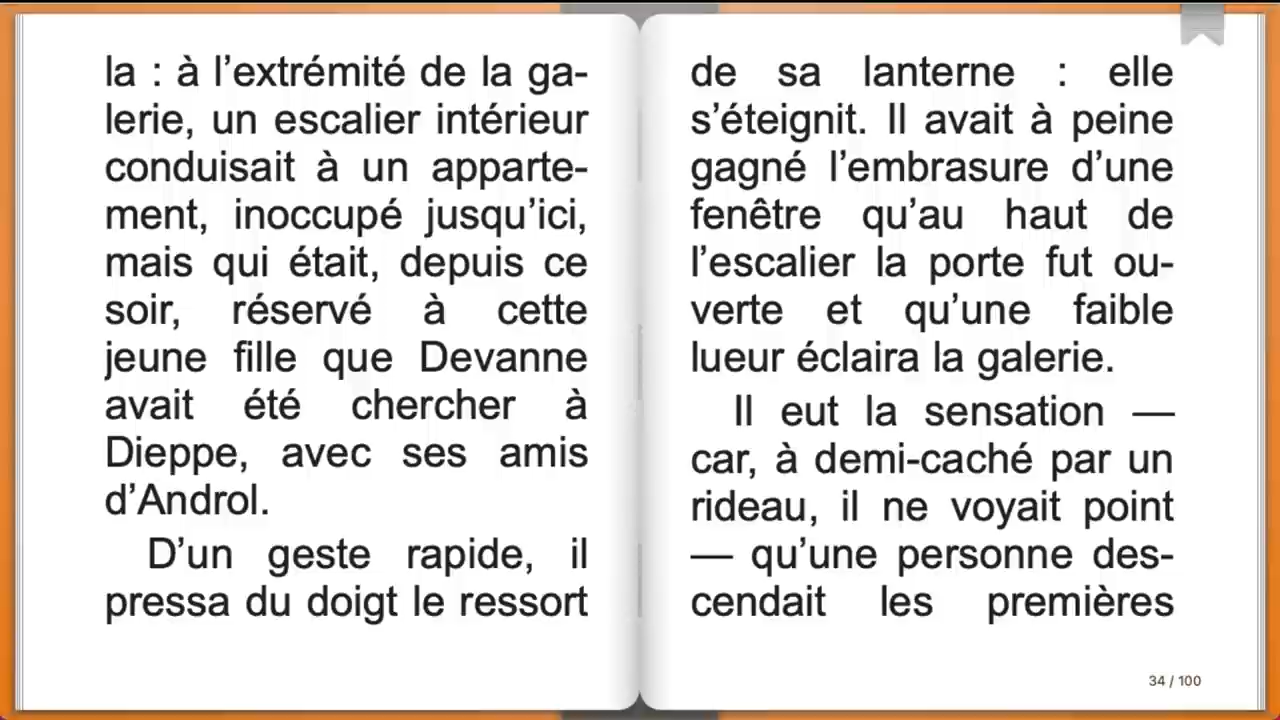 la : à l’extrémité de la ga-
lerie, un escalier intérieur
conduisait à un apparte-
ment, inoccupé jusqu’ici,
mais qui était, depuis ce
soir, réservé à cette
jeune fille que Devanne
avait été chercher à
Dieppe, avec ses amis
d’Androl.
D’un geste rapide, il
pressa du doigt le ressort
de sa lanterne : elle
s’éteignit. Il avait à peine
gagné l’embrasure d’une
fenêtre qu’au haut de
l’escalier la porte fut ou-
verte et qu’une faible
lueur éclaira la galerie.
Il eut la sensation —
car, à demi-caché par un
rideau, il ne voyait point
— qu’une personne des-
cendait les premières
34 / 100